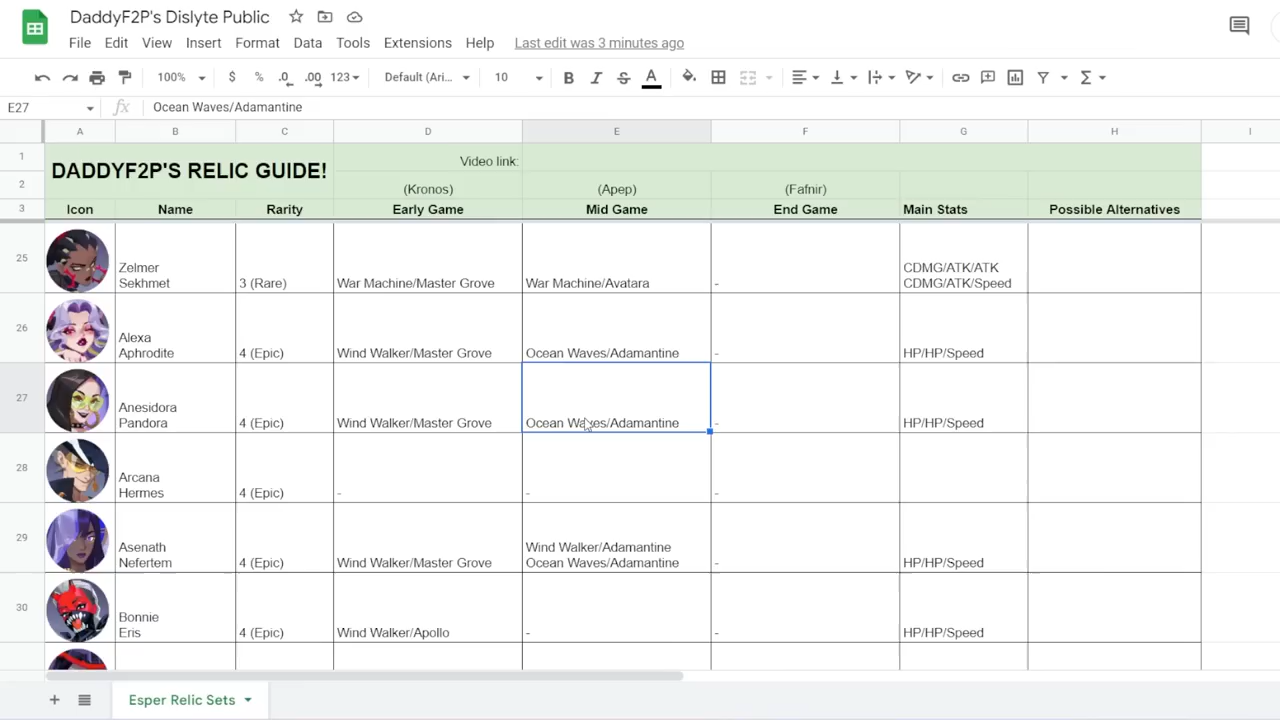 DaddyF2P's Dislyte Public
File Edit View Insert Format Data Tools Extensions Help Last edit was 3 minutes ago
100% $ % .0 .00 123 Default (Ari... 10 B I S A Σ
E27 fx Ocean Waves/Adamantine
A B C D E F G H I
1 DADDYF2P'S RELIC GUIDE! Video link:
2 (Kronos) (Apep) (Fafnir)
3 Icon Name Rarity Early Game Mid Game End Game Main Stats Possible Alternatives
25 Zelmer CDMG/ATK/ATK
Sekhmet 3 (Rare) War Machine/Master Grove War Machine/Avatara - CDMG/ATK/Speed
26 Alexa
Aphrodite 4 (Epic) Wind Walker/Master Grove Ocean Waves/Adamantine - HP/HP/Speed
27 Anesidora
Pandora 4 (Epic) Wind Walker/Master Grove Ocean Waves/Adamantine - HP/HP/Speed
28 Arcana
Hermes 4 (Epic) - - -
29 Asenath Wind Walker/Adamantine
Nefertem 4 (Epic) Wind Walker/Master Grove Ocean Waves/Adamantine - HP/HP/Speed
30 Bonnie
Eris 4 (Epic) Wind Walker/Apollo - - HP/HP/Speed
Esper Relic Sets